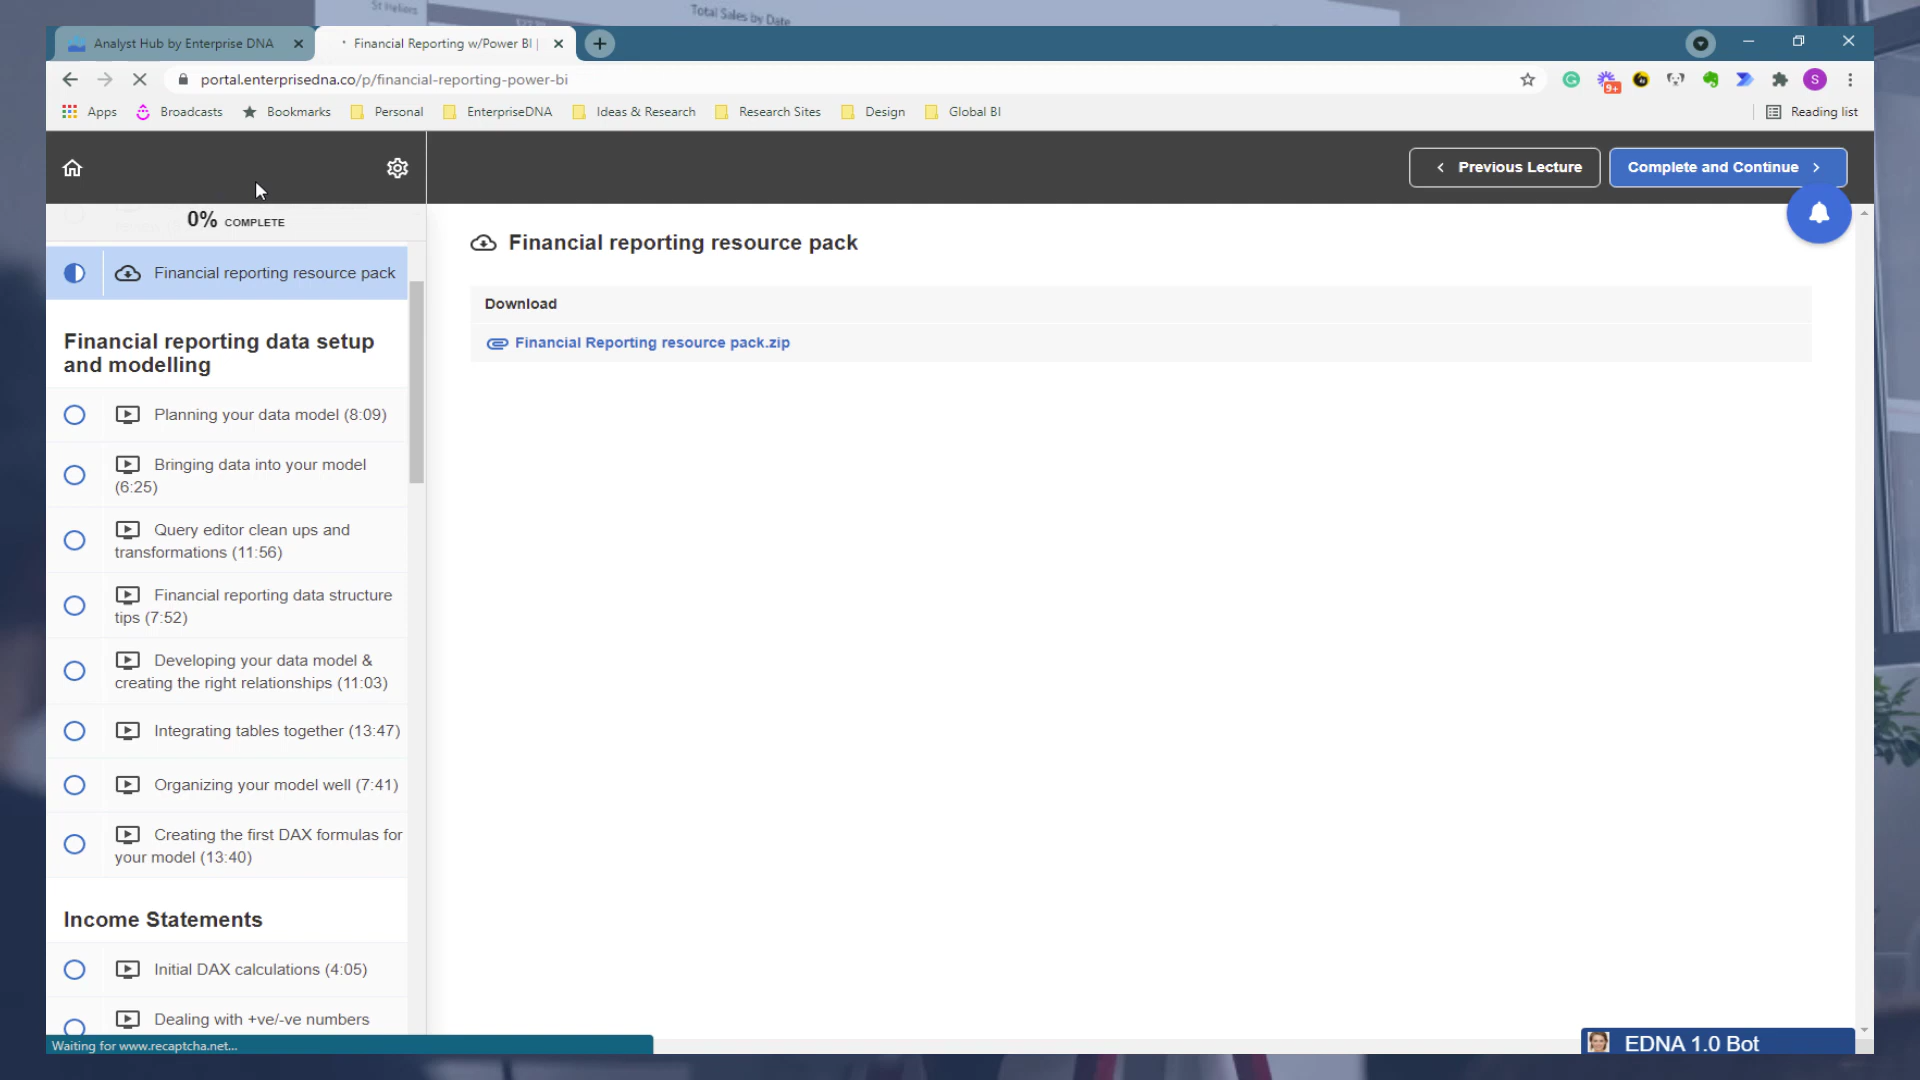 St Heliers
Total Sales by Date
Analyst Hub by Enterprise DNA
Financial Reporting w/Power BI |
portal.enterprisedna.co/p/financial-reporting-power-bi
9+
S
Apps
Broadcasts
Bookmarks
Personal
EnterpriseDNA
Ideas & Research
Research Sites
Design
Global BI
Reading list
Previous Lecture
Complete and Continue
0% COMPLETE
Financial reporting resource pack
Financial reporting data setup
and modelling
Planning your data model (8:09)
Bringing data into your model
(6:25)
Query editor clean ups and
transformations (11:56)
Financial reporting data structure
tips (7:52)
Developing your data model &
creating the right relationships (11:03)
Integrating tables together (13:47)
Organizing your model well (7:41)
Creating the first DAX formulas for
your model (13:40)
Income Statements
Initial DAX calculations (4:05)
Dealing with +ve/-ve numbers
Financial reporting resource pack
Download
Financial Reporting resource pack.zip
Waiting for www.recaptcha.net...
EDNA 1.0 Bot